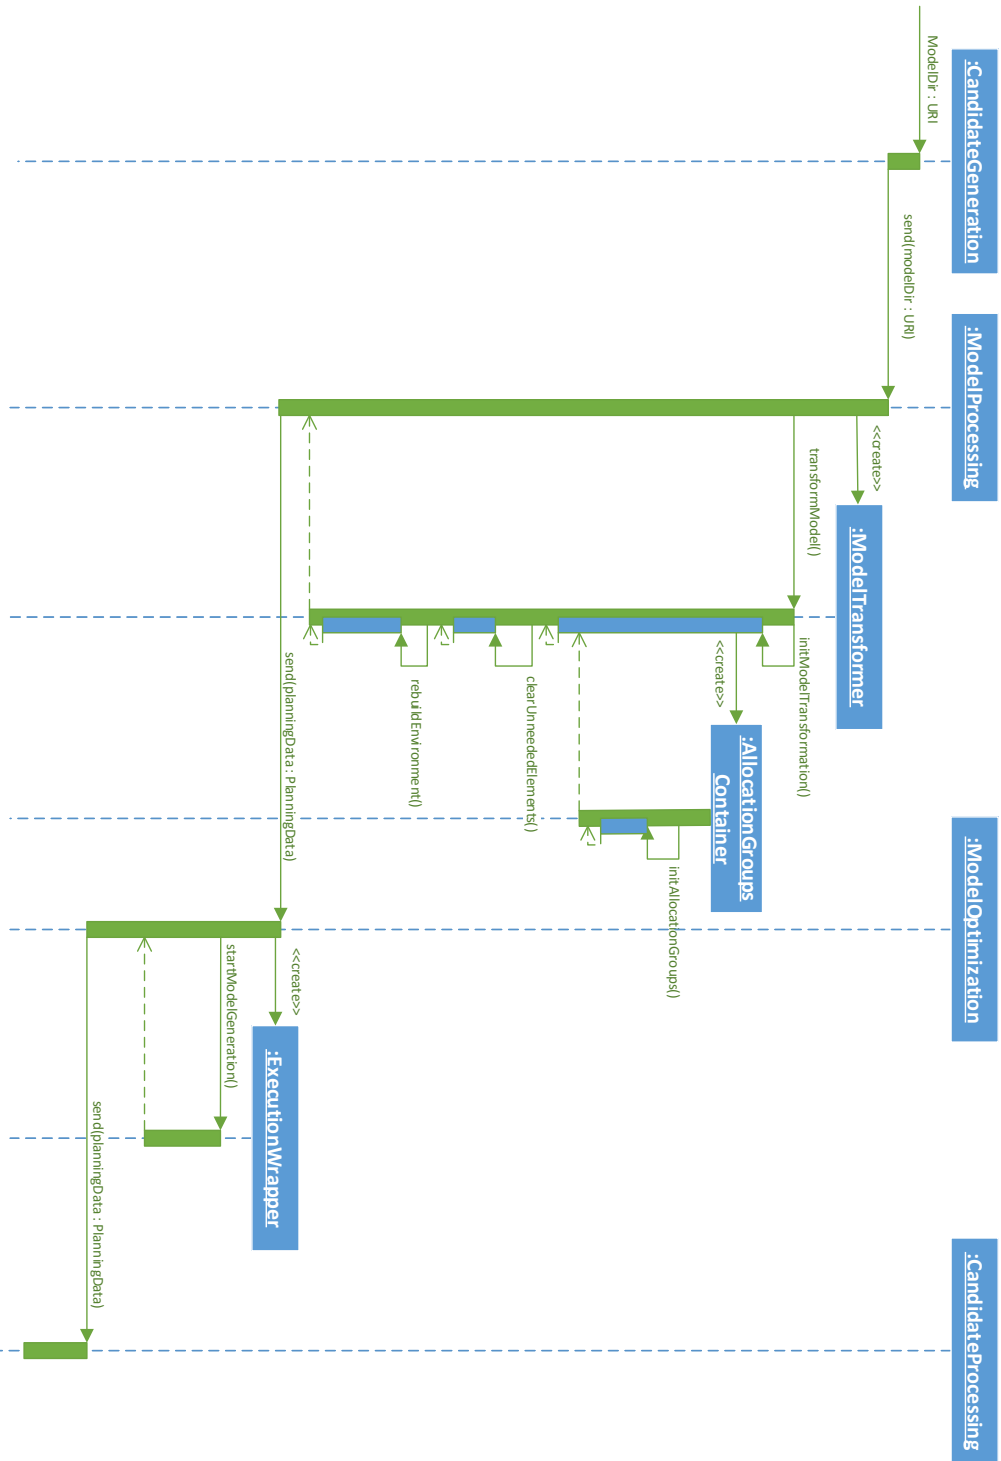 :CandidateGeneration
:ModelProcessing
:ModelOptimization
:CandidateProcessing
ModelDir : URI
send(modelDir : URI)
<<create>>
:ModelTransformer
transformModel()
initModelTransformation()
<<create>>
:AllocationGroups
Container
initAllocationGroups()
clearUnneededElements()
rebuildEnvironment()
send(planningData : PlanningData)
<<create>>
:ExecutionWrapper
startModelGeneration()
send(planningData : PlanningData)